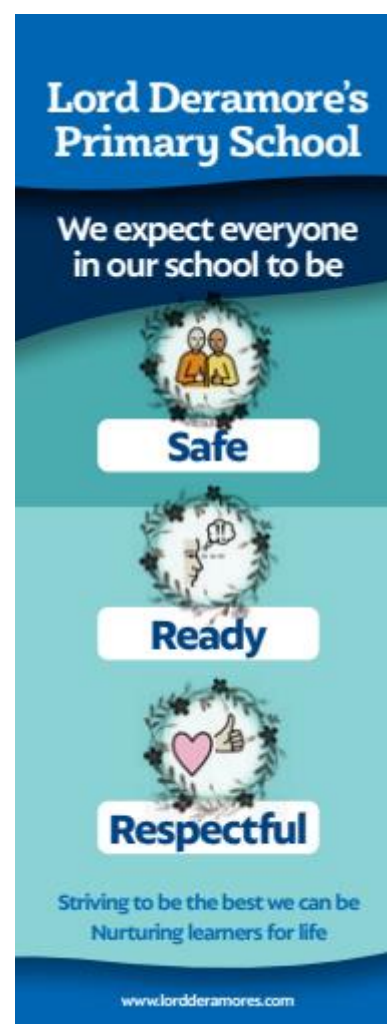 Lord Deramore's
Primary School
We expect everyone
in our school to be
Safe
Ready
Respectful
Striving to be the best we can be
Nurturing learners for life
www.lordderamores.com